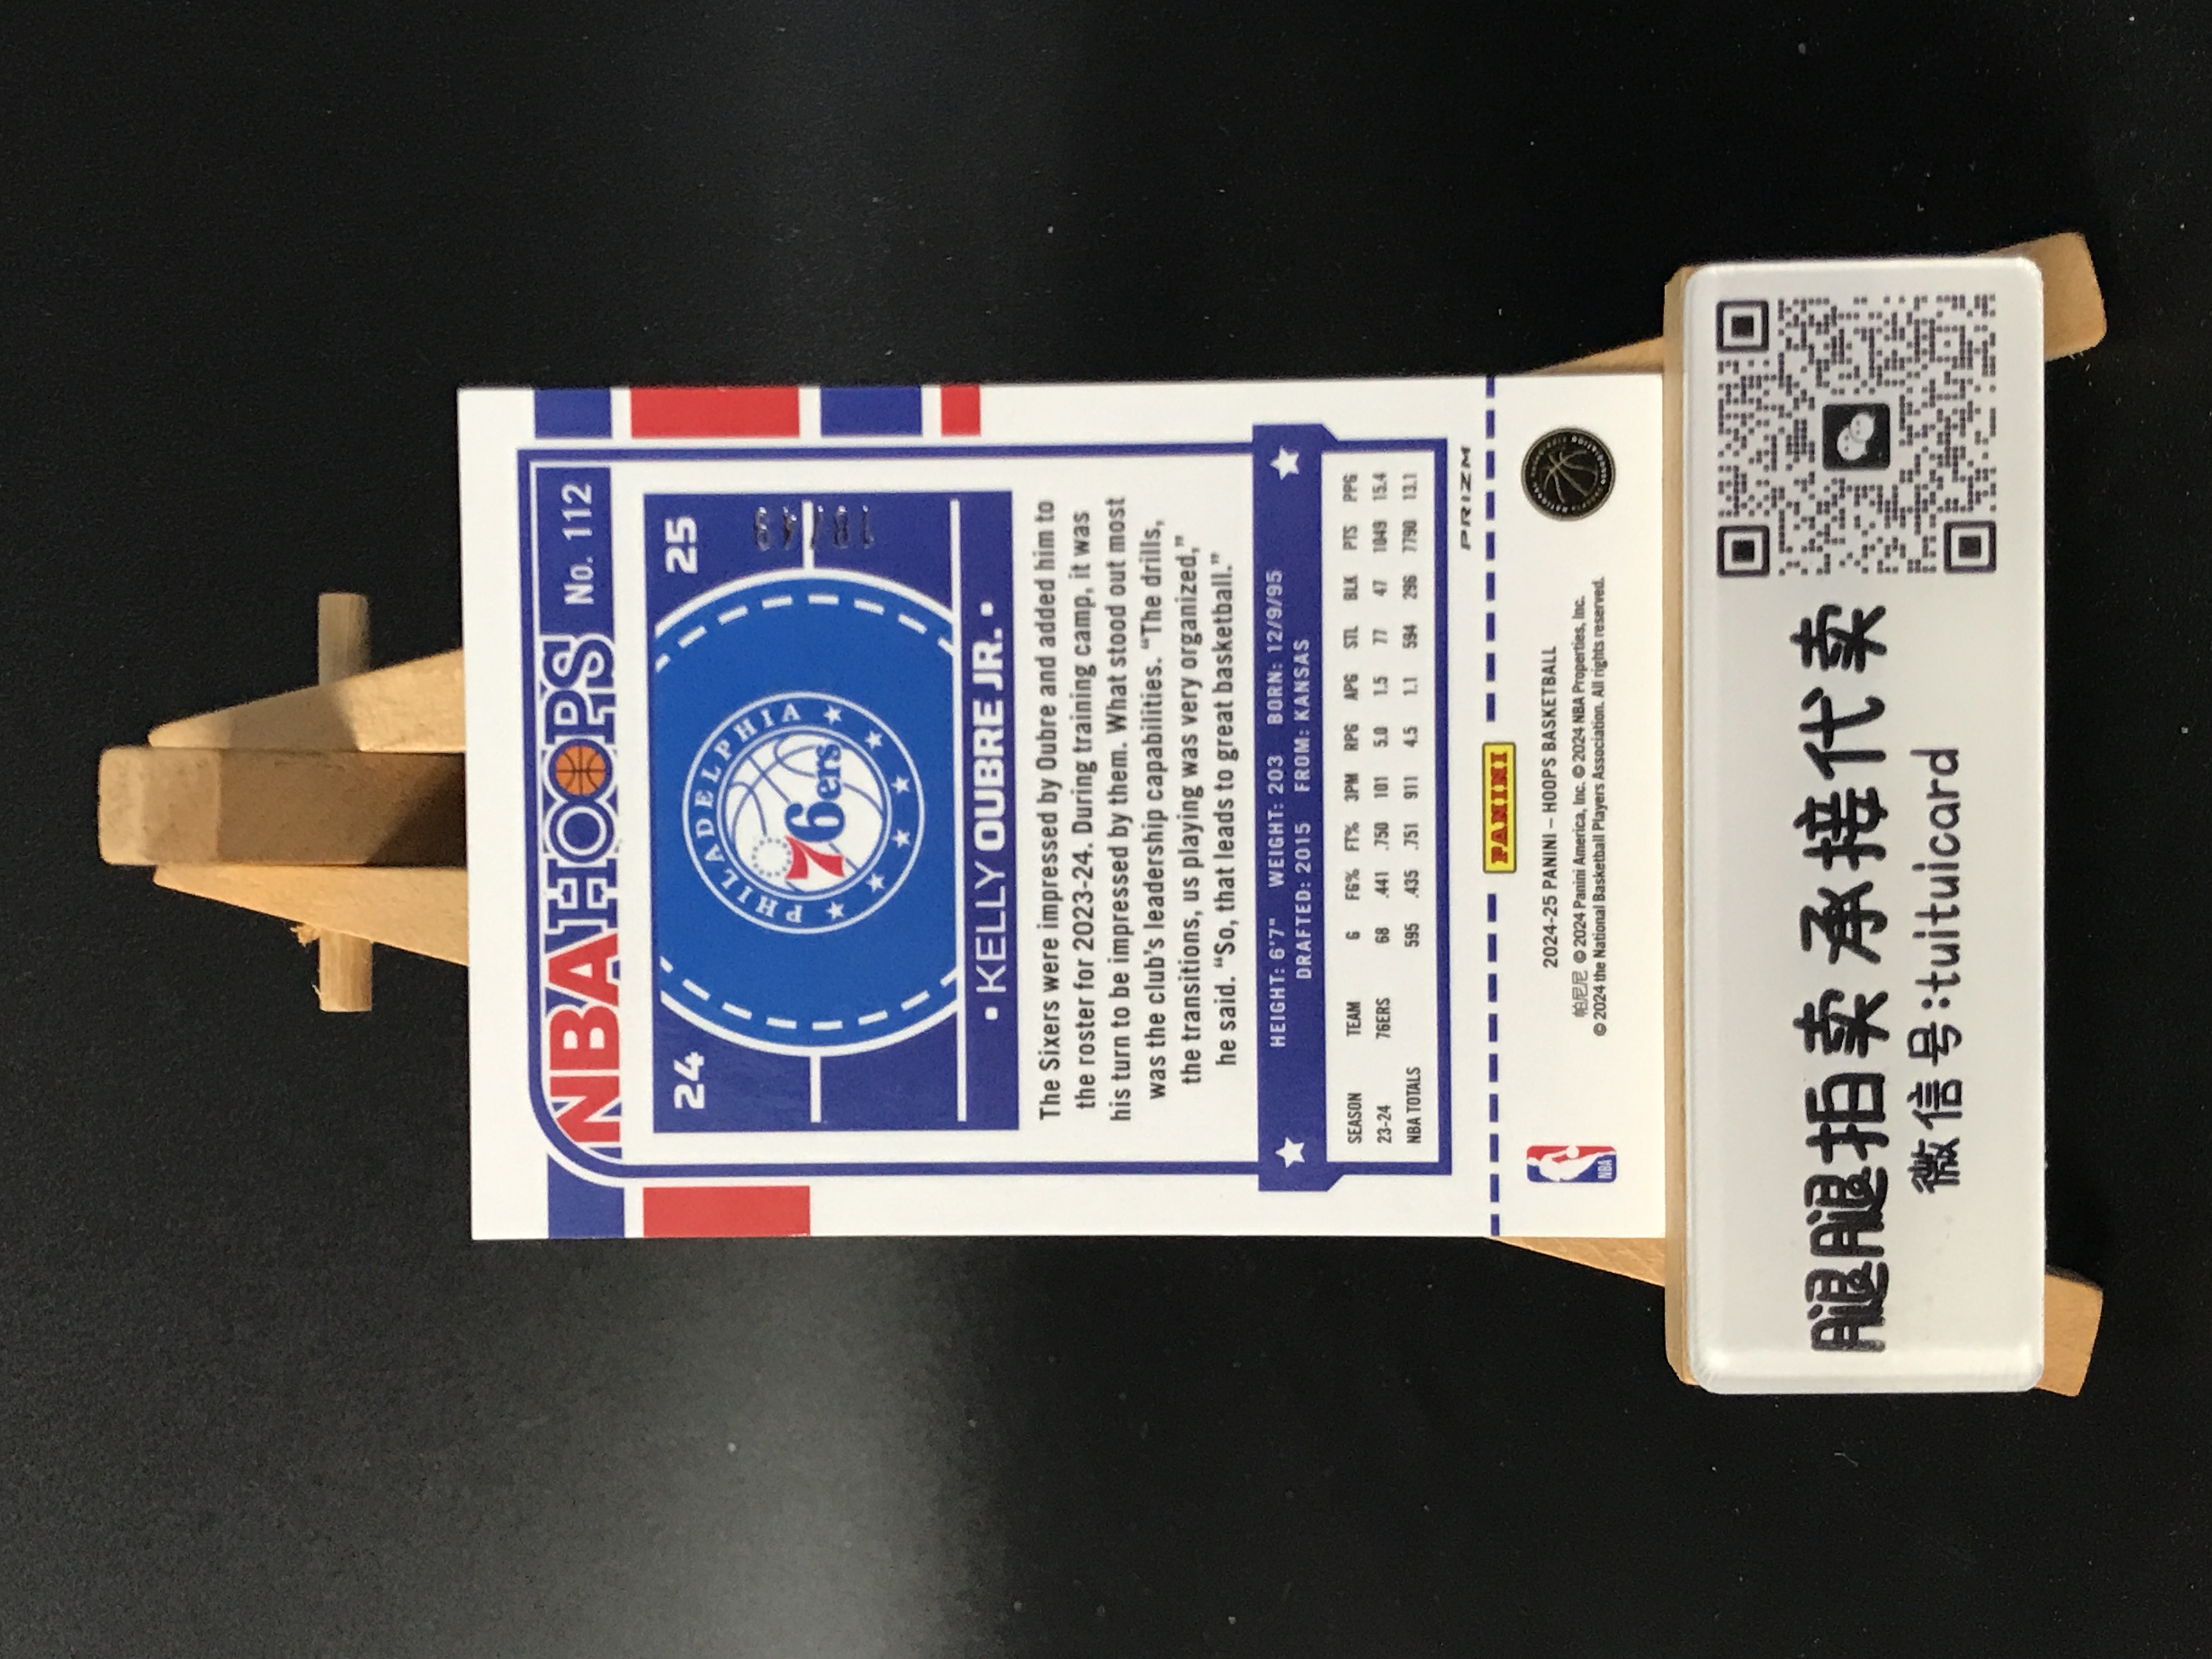 NBA HOOPS No. 112
24 25
PHILADELPHIA
76ers
• KELLY OUBRE JR. •
The Sixers were impressed by Oubre and added him to
the roster for 2023-24. During training camp, it was
his turn to be impressed by them. What stood out most
was the club's leadership capabilities. “The drills,
the transitions, us playing was very organized,”
he said. “So, that leads to great basketball.”
HEIGHT: 6'7" WEIGHT: 203 BORN: 12/9/95
DRAFTED: 2015 FROM: KANSAS
SEASON TEAM G FG% FT% 3PM RPG APG STL BLK PTS PPG
23-24 76ERS 68 .441 .750 101 5.0 1.5 77 47 1049 15.4
NBA TOTALS 595 .435 .751 911 4.5 1.1 594 296 7790 13.1
PRIZM
PANINI
NBA
2024-25 PANINI – HOOPS BASKETBALL
帕尼尼 © 2024 Panini America, Inc. © 2024 NBA Properties, Inc.
© 2024 the National Basketball Players Association. All rights reserved.
腿腿拍卖 承接代卖
微信号:tuituicard